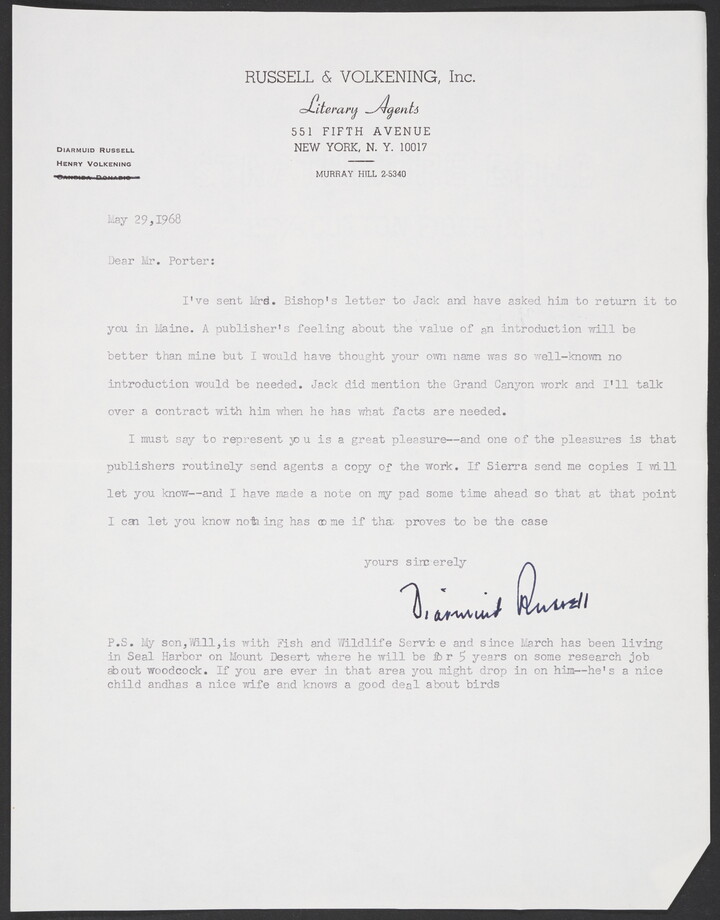 RUSSELL & VOLKENING, Inc.
Literary Agents
551 FIFTH AVENUE
NEW YORK, N. Y. 10017
MURRAY HILL 2-5340
DIARMUID RUSSELL
HENRY VOLKENING
CANDIDA DONADIO
May 29,1968
Dear Mr. Porter:
I've sent Mrs. Bishop's letter to Jack and have asked him to return it to
you in Maine. A publisher's feeling about the value of an introduction will be
better than mine but I would have thought your own name was so well-known no
introduction would be needed. Jack did mention the Grand Canyon work and I'll talk
over a contract with him when he has what facts are needed.
I must say to represent you is a great pleasure--and one of the pleasures is that
publishers routinely send agents a copy of the work. If Sierra send me copies I will
let you know--and I have made a note on my pad some time ahead so that at that point
I can let you know nothing has come if that proves to be the case
yours sincerely
Diarmuid Russell
P.S. My son,Will,is with Fish and Wildlife Service and since March has been living
in Seal Harbor on Mount Desert where he will be for 5 years on some research job
about woodcock. If you are ever in that area you might drop in on him--he's a nice
child andhas a nice wife and knows a good deal about birds